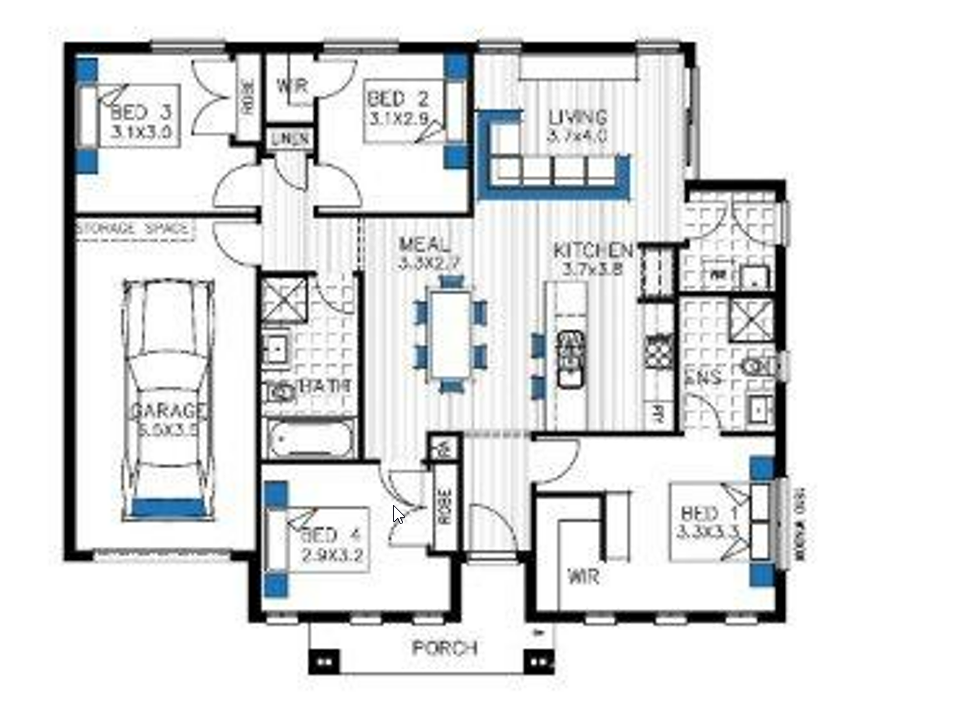 BED 3
3.1X3.0
ROBE
WIR
BED 2
3.1X2.9
LIVING
3.7x4.0
LINEN
STORAGE SPACE
MEAL
3.3X2.7
KITCHEN
3.7x3.8
BATH
ENS
GARAGE
5.5X3.5
ROBE
BED 4
2.9X3.2
BED 1
3.3X3.3
WIR
PORCH